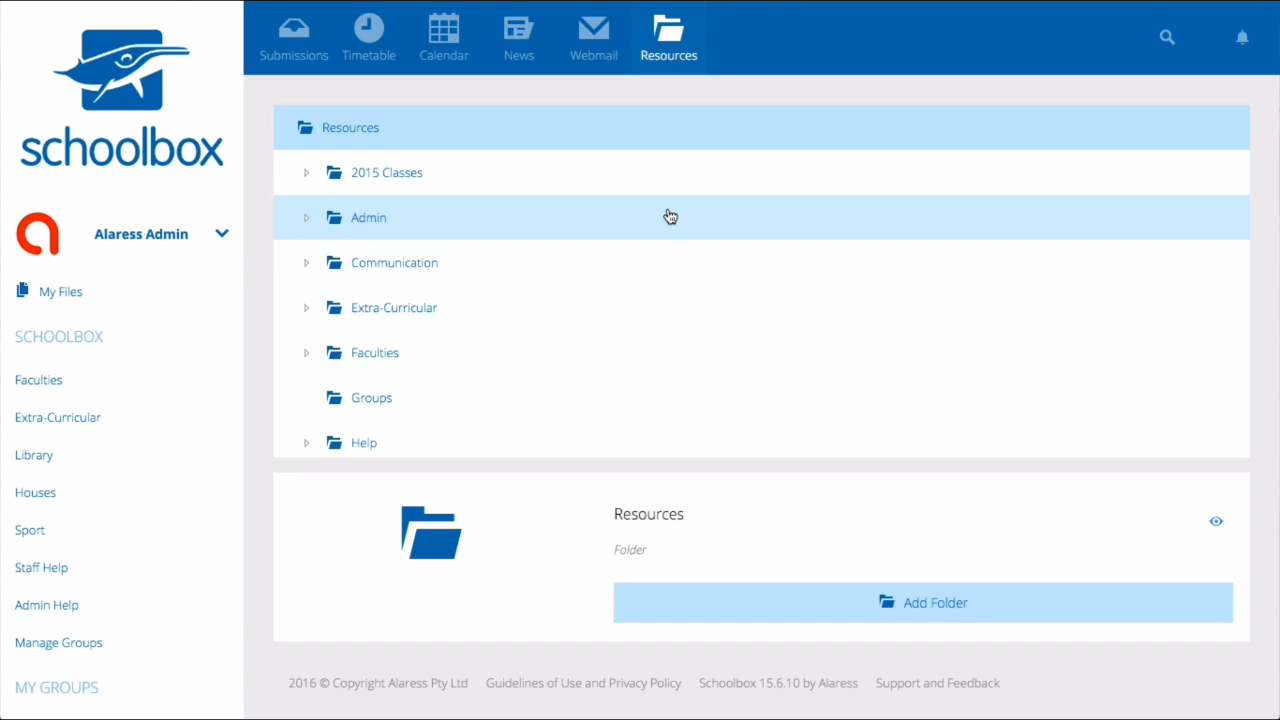 Submissions Timetable Calendar News Webmail Resources
schoolbox
Alaress Admin
My Files
SCHOOLBOX
Faculties
Extra-Curricular
Library
Houses
Sport
Staff Help
Admin Help
Manage Groups
MY GROUPS
Resources
2015 Classes
Admin
Communication
Extra-Curricular
Faculties
Groups
Help
Resources
Folder
Add Folder
2016 © Copyright Alaress Pty Ltd Guidelines of Use and Privacy Policy Schoolbox 15.6.10 by Alaress Support and Feedback